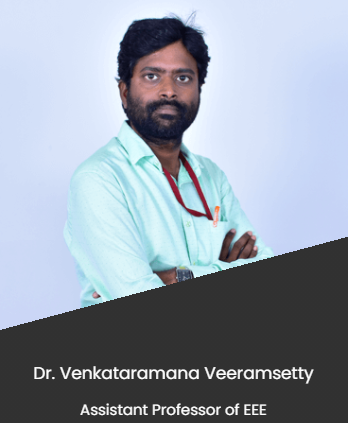 Dr. Venkataramana Veeramsetty
Assistant Professor of EEE